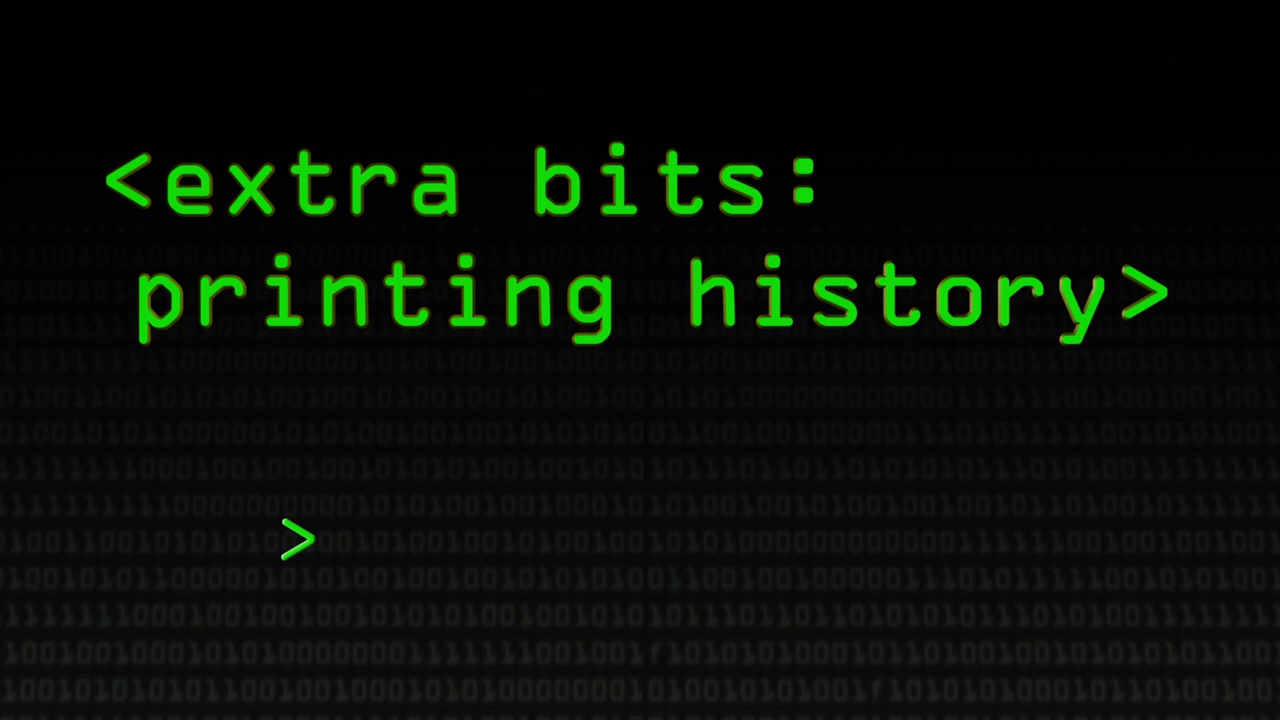 <extra bits:
printing history>
>